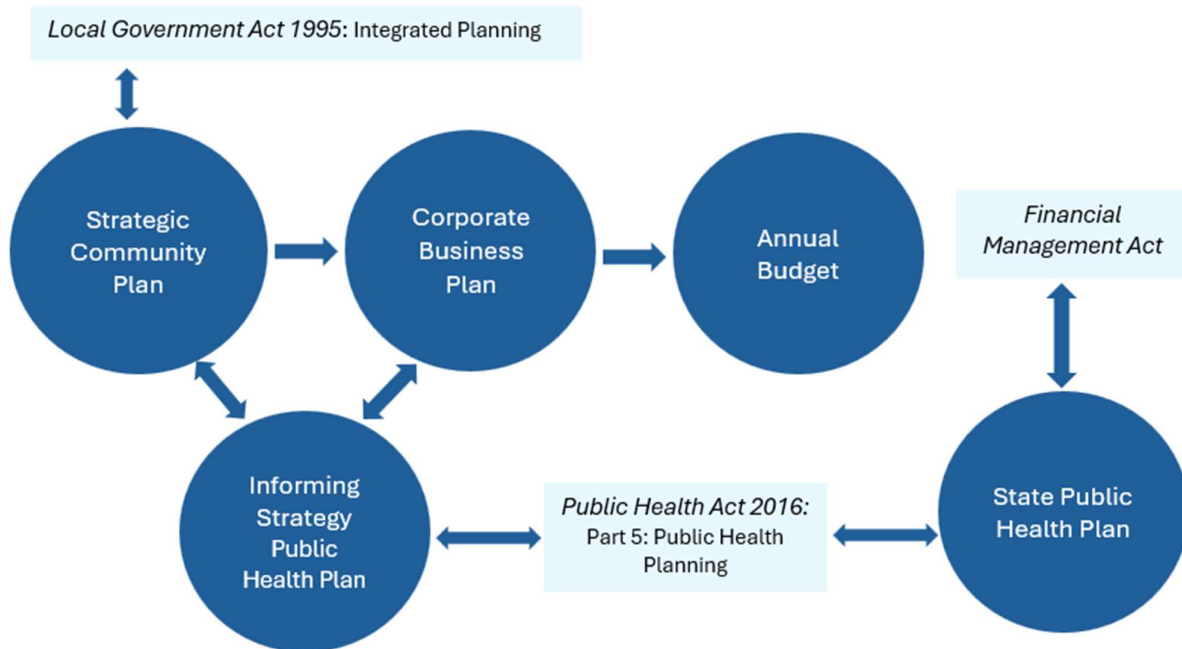 Local Government Act 1995: Integrated Planning
Strategic
Community
Plan
Corporate
Business
Plan
Annual
Budget
Financial
Management Act
Informing
Strategy
Public
Health Plan
Public Health Act 2016:
Part 5: Public Health
Planning
State Public
Health Plan